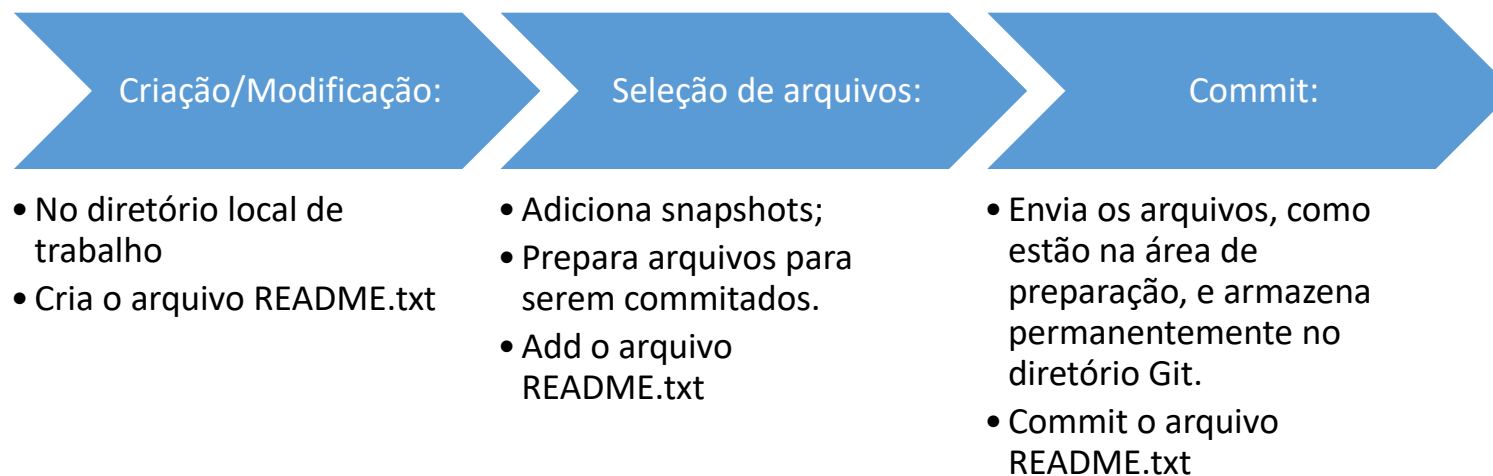 Criação/Modificação:
• No diretório local de
trabalho
• Cria o arquivo README.txt
Seleção de arquivos:
• Adiciona snapshots;
• Prepara arquivos para
serem commitados.
• Add o arquivo
README.txt
Commit:
• Envia os arquivos, como
estão na área de
preparação, e armazena
permanentemente no
diretório Git.
• Commit o arquivo
README.txt